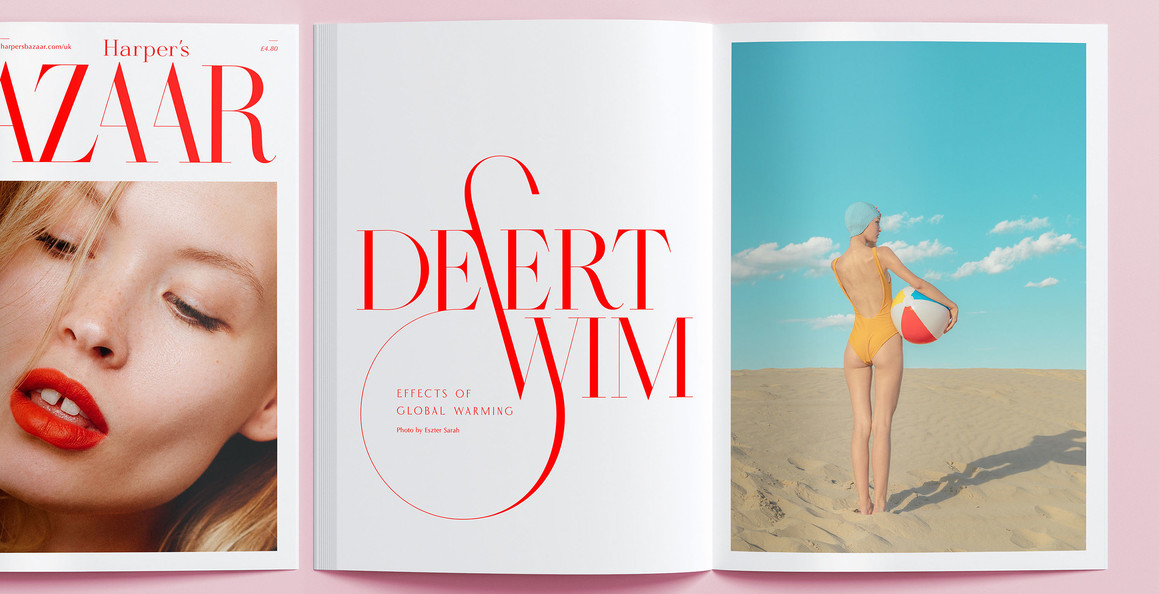 harpersbazaar.com/uk
Harper's
£4.80
AZAAR
DESERT
SWIM
EFFECTS OF
GLOBAL WARMING
Photo by Eszter Sarah